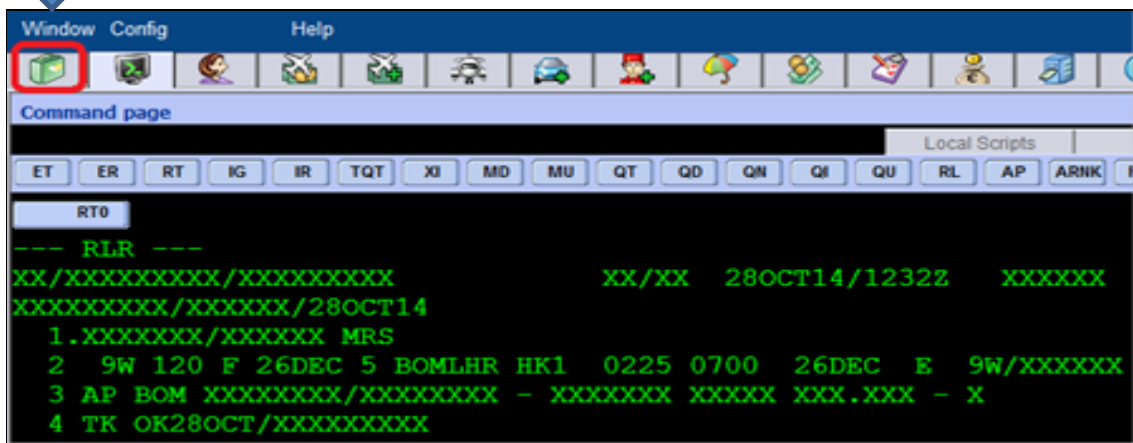 Window Config Help
Command page
Local Scripts
ET ER RT IG IR TQT XI MD MU QT QD QN QI QU RL AP ARNK
RT0
--- RLR ---
XX/XXXXXXXXX/XXXXXXXXX XX/XX 28OCT14/1232Z XXXXXX
XXXXXXXXX/XXXXXX/28OCT14
1.XXXXXXX/XXXXXX MRS
2 9W 120 F 26DEC 5 BOMLHR HK1 0225 0700 26DEC E 9W/XXXXXX
3 AP BOM XXXXXXXXX/XXXXXXXX - XXXXXXX XXXXX XXX.XXX - X
4 TK OK28OCT/XXXXXXXXX